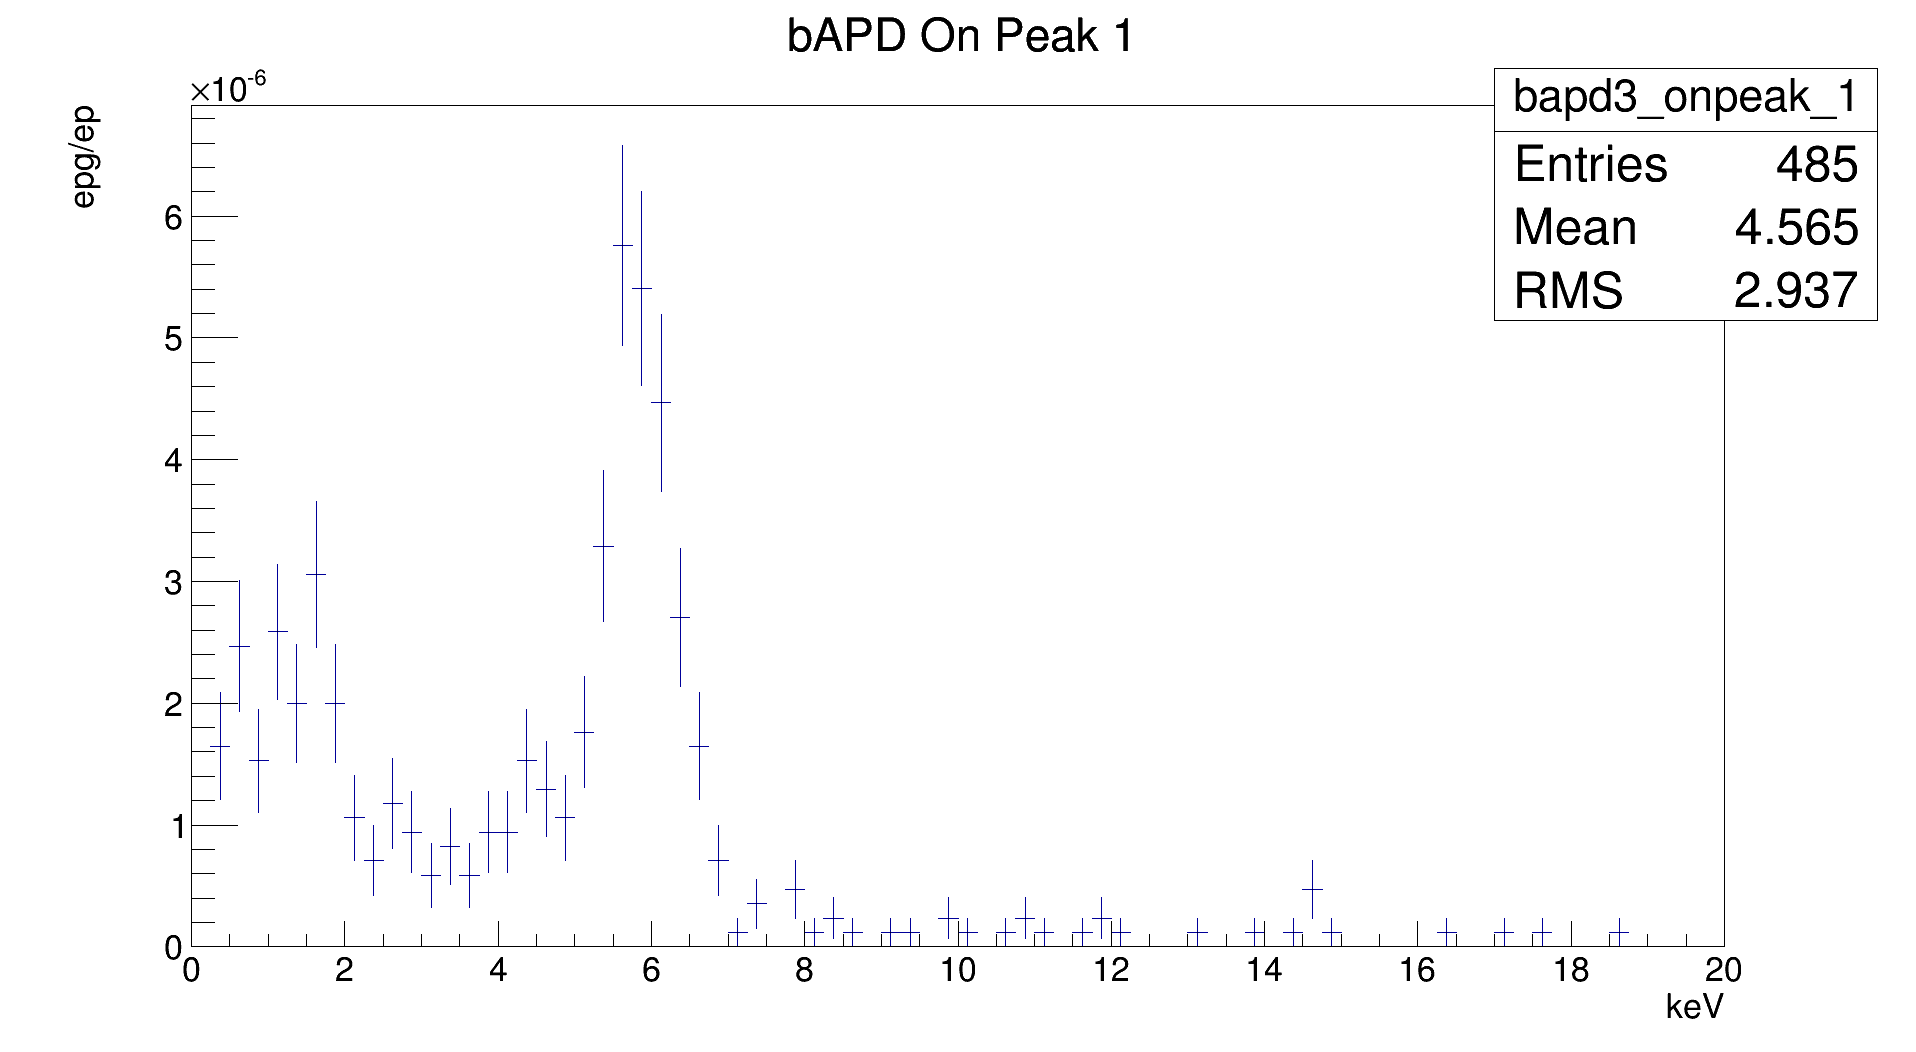 bAPD On Peak 1
×10-6
epg/ep
bapd3_onpeak_1
Entries 485
Mean 4.565
RMS 2.937
6
5
4
3
2
1
0
0 2 4 6 8 10 12 14 16 18 20
keV